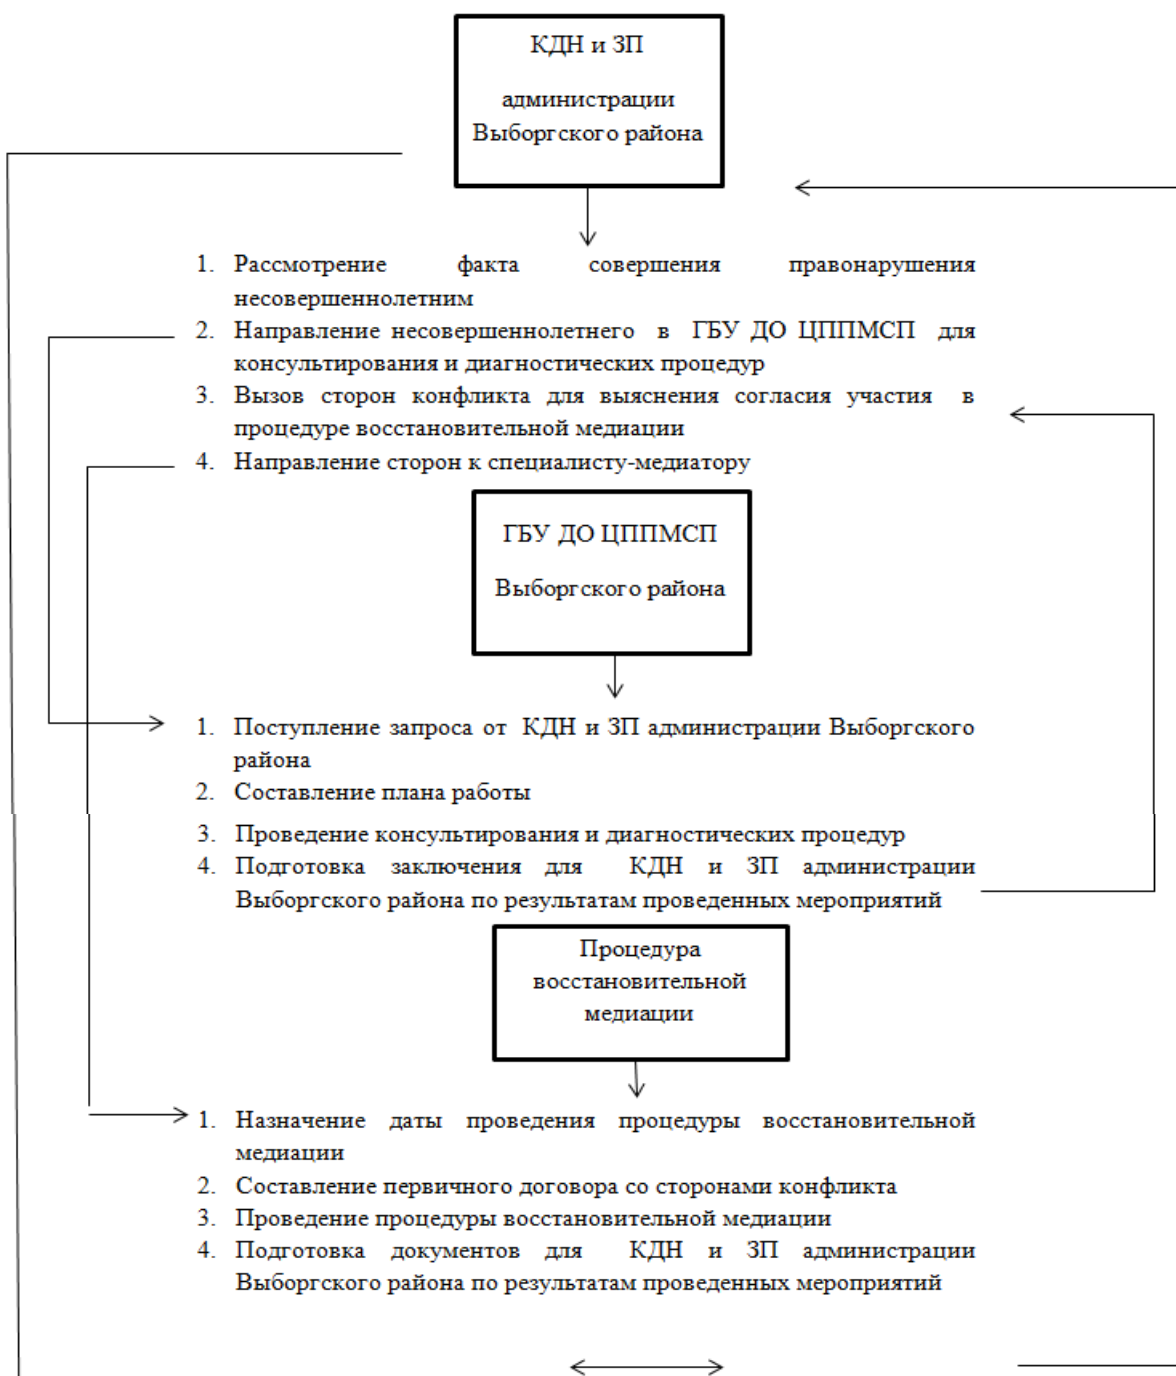 КДН и ЗП
администрации
Выборгского района
1. Рассмотрение факта совершения правонарушения
несовершеннолетним
2. Направление несовершеннолетнего в ГБУ ДО ЦППМСП для
консультирования и диагностических процедур
3. Вызов сторон конфликта для выяснения согласия участия в
процедуре восстановительной медиации
4. Направление сторон к специалисту-медиатору
ГБУ ДО ЦППМСП
Выборгского района
1. Поступление запроса от КДН и ЗП администрации Выборгского
района
2. Составление плана работы
3. Проведение консультирования и диагностических процедур
4. Подготовка заключения для КДН и ЗП администрации
Выборгского района по результатам проведенных мероприятий
Процедура
восстановительной
медиации
1. Назначение даты проведения процедуры восстановительной
медиации
2. Составление первичного договора со сторонами конфликта
3. Проведение процедуры восстановительной медиации
4. Подготовка документов для КДН и ЗП администрации
Выборгского района по результатам проведенных мероприятий